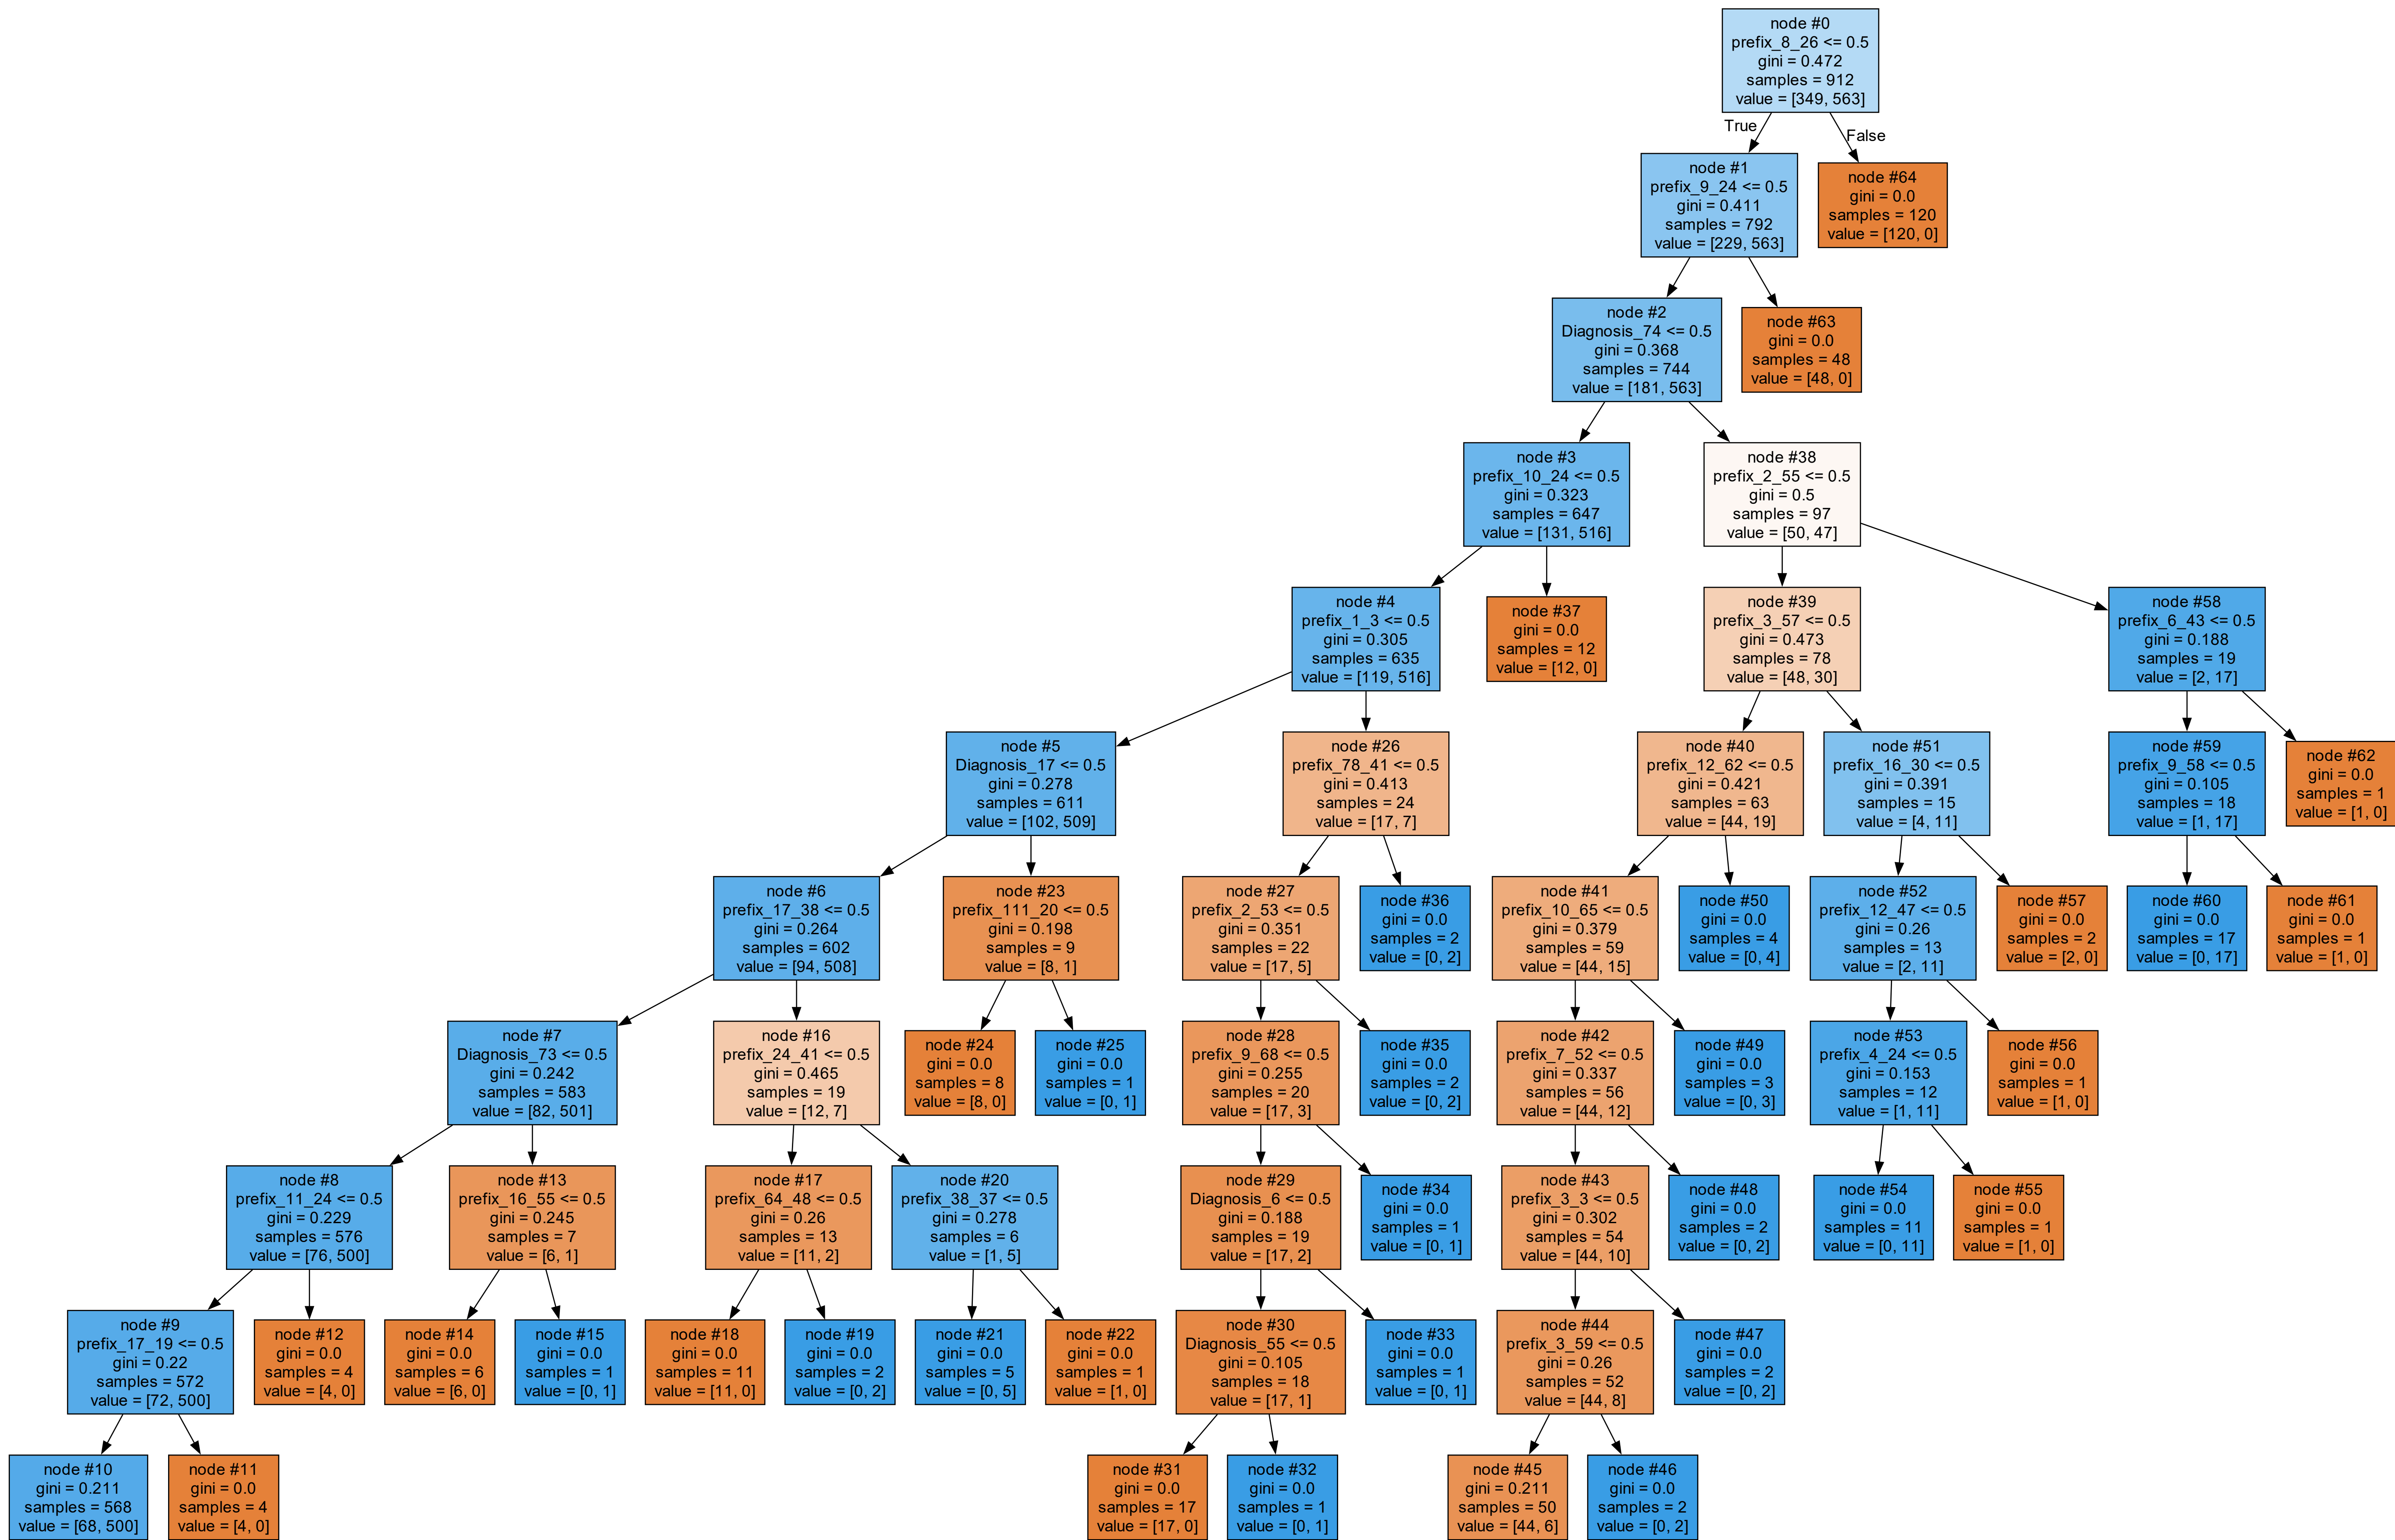 node #0
prefix_8_26 <= 0.5
gini = 0.472
samples = 912
value = [349, 563]
True
False
node #1
prefix_9_24 <= 0.5
gini = 0.411
samples = 792
value = [229, 563]
node #64
gini = 0.0
samples = 120
value = [120, 0]
node #2
Diagnosis_74 <= 0.5
gini = 0.368
samples = 744
value = [181, 563]
node #63
gini = 0.0
samples = 48
value = [48, 0]
node #3
prefix_10_24 <= 0.5
gini = 0.323
samples = 647
value = [131, 516]
node #38
prefix_2_55 <= 0.5
gini = 0.5
samples = 97
value = [50, 47]
node #4
prefix_1_3 <= 0.5
gini = 0.305
samples = 635
value = [119, 516]
node #37
gini = 0.0
samples = 12
value = [12, 0]
node #39
prefix_3_57 <= 0.5
gini = 0.473
samples = 78
value = [48, 30]
node #58
prefix_6_43 <= 0.5
gini = 0.188
samples = 19
value = [2, 17]
node #5
Diagnosis_17 <= 0.5
gini = 0.278
samples = 611
value = [102, 509]
node #26
prefix_78_41 <= 0.5
gini = 0.413
samples = 24
value = [17, 7]
node #40
prefix_12_62 <= 0.5
gini = 0.421
samples = 63
value = [44, 19]
node #51
prefix_16_30 <= 0.5
gini = 0.391
samples = 15
value = [4, 11]
node #59
prefix_9_58 <= 0.5
gini = 0.105
samples = 18
value = [1, 17]
node #62
gini = 0.0
samples = 1
value = [1, 0]
node #6
prefix_17_38 <= 0.5
gini = 0.264
samples = 602
value = [94, 508]
node #23
prefix_111_20 <= 0.5
gini = 0.198
samples = 9
value = [8, 1]
node #27
prefix_2_53 <= 0.5
gini = 0.351
samples = 22
value = [17, 5]
node #36
gini = 0.0
samples = 2
value = [0, 2]
node #41
prefix_10_65 <= 0.5
gini = 0.379
samples = 59
value = [44, 15]
node #50
gini = 0.0
samples = 4
value = [0, 4]
node #52
prefix_12_47 <= 0.5
gini = 0.26
samples = 13
value = [2, 11]
node #57
gini = 0.0
samples = 2
value = [2, 0]
node #60
gini = 0.0
samples = 17
value = [0, 17]
node #61
gini = 0.0
samples = 1
value = [1, 0]
node #7
Diagnosis_73 <= 0.5
gini = 0.242
samples = 583
value = [82, 501]
node #16
prefix_24_41 <= 0.5
gini = 0.465
samples = 19
value = [12, 7]
node #24
gini = 0.0
samples = 8
value = [8, 0]
node #25
gini = 0.0
samples = 1
value = [0, 1]
node #28
prefix_9_68 <= 0.5
gini = 0.255
samples = 20
value = [17, 3]
node #35
gini = 0.0
samples = 2
value = [0, 2]
node #42
prefix_7_52 <= 0.5
gini = 0.337
samples = 56
value = [44, 12]
node #49
gini = 0.0
samples = 3
value = [0, 3]
node #53
prefix_4_24 <= 0.5
gini = 0.153
samples = 12
value = [1, 11]
node #56
gini = 0.0
samples = 1
value = [1, 0]
node #8
prefix_11_24 <= 0.5
gini = 0.229
samples = 576
value = [76, 500]
node #13
prefix_16_55 <= 0.5
gini = 0.245
samples = 7
value = [6, 1]
node #17
prefix_64_48 <= 0.5
gini = 0.26
samples = 13
value = [11, 2]
node #20
prefix_38_37 <= 0.5
gini = 0.278
samples = 6
value = [1, 5]
node #29
Diagnosis_6 <= 0.5
gini = 0.188
samples = 19
value = [17, 2]
node #34
gini = 0.0
samples = 1
value = [0, 1]
node #43
prefix_3_3 <= 0.5
gini = 0.302
samples = 54
value = [44, 10]
node #48
gini = 0.0
samples = 2
value = [0, 2]
node #54
gini = 0.0
samples = 11
value = [0, 11]
node #55
gini = 0.0
samples = 1
value = [1, 0]
node #9
prefix_17_19 <= 0.5
gini = 0.22
samples = 572
value = [72, 500]
node #12
gini = 0.0
samples = 4
value = [4, 0]
node #14
gini = 0.0
samples = 6
value = [6, 0]
node #15
gini = 0.0
samples = 1
value = [0, 1]
node #18
gini = 0.0
samples = 11
value = [11, 0]
node #19
gini = 0.0
samples = 2
value = [0, 2]
node #21
gini = 0.0
samples = 5
value = [0, 5]
node #22
gini = 0.0
samples = 1
value = [1, 0]
node #30
Diagnosis_55 <= 0.5
gini = 0.105
samples = 18
value = [17, 1]
node #33
gini = 0.0
samples = 1
value = [0, 1]
node #44
prefix_3_59 <= 0.5
gini = 0.26
samples = 52
value = [44, 8]
node #47
gini = 0.0
samples = 2
value = [0, 2]
node #10
gini = 0.211
samples = 568
value = [68, 500]
node #11
gini = 0.0
samples = 4
value = [4, 0]
node #31
gini = 0.0
samples = 17
value = [17, 0]
node #32
gini = 0.0
samples = 1
value = [0, 1]
node #45
gini = 0.211
samples = 50
value = [44, 6]
node #46
gini = 0.0
samples = 2
value = [0, 2]